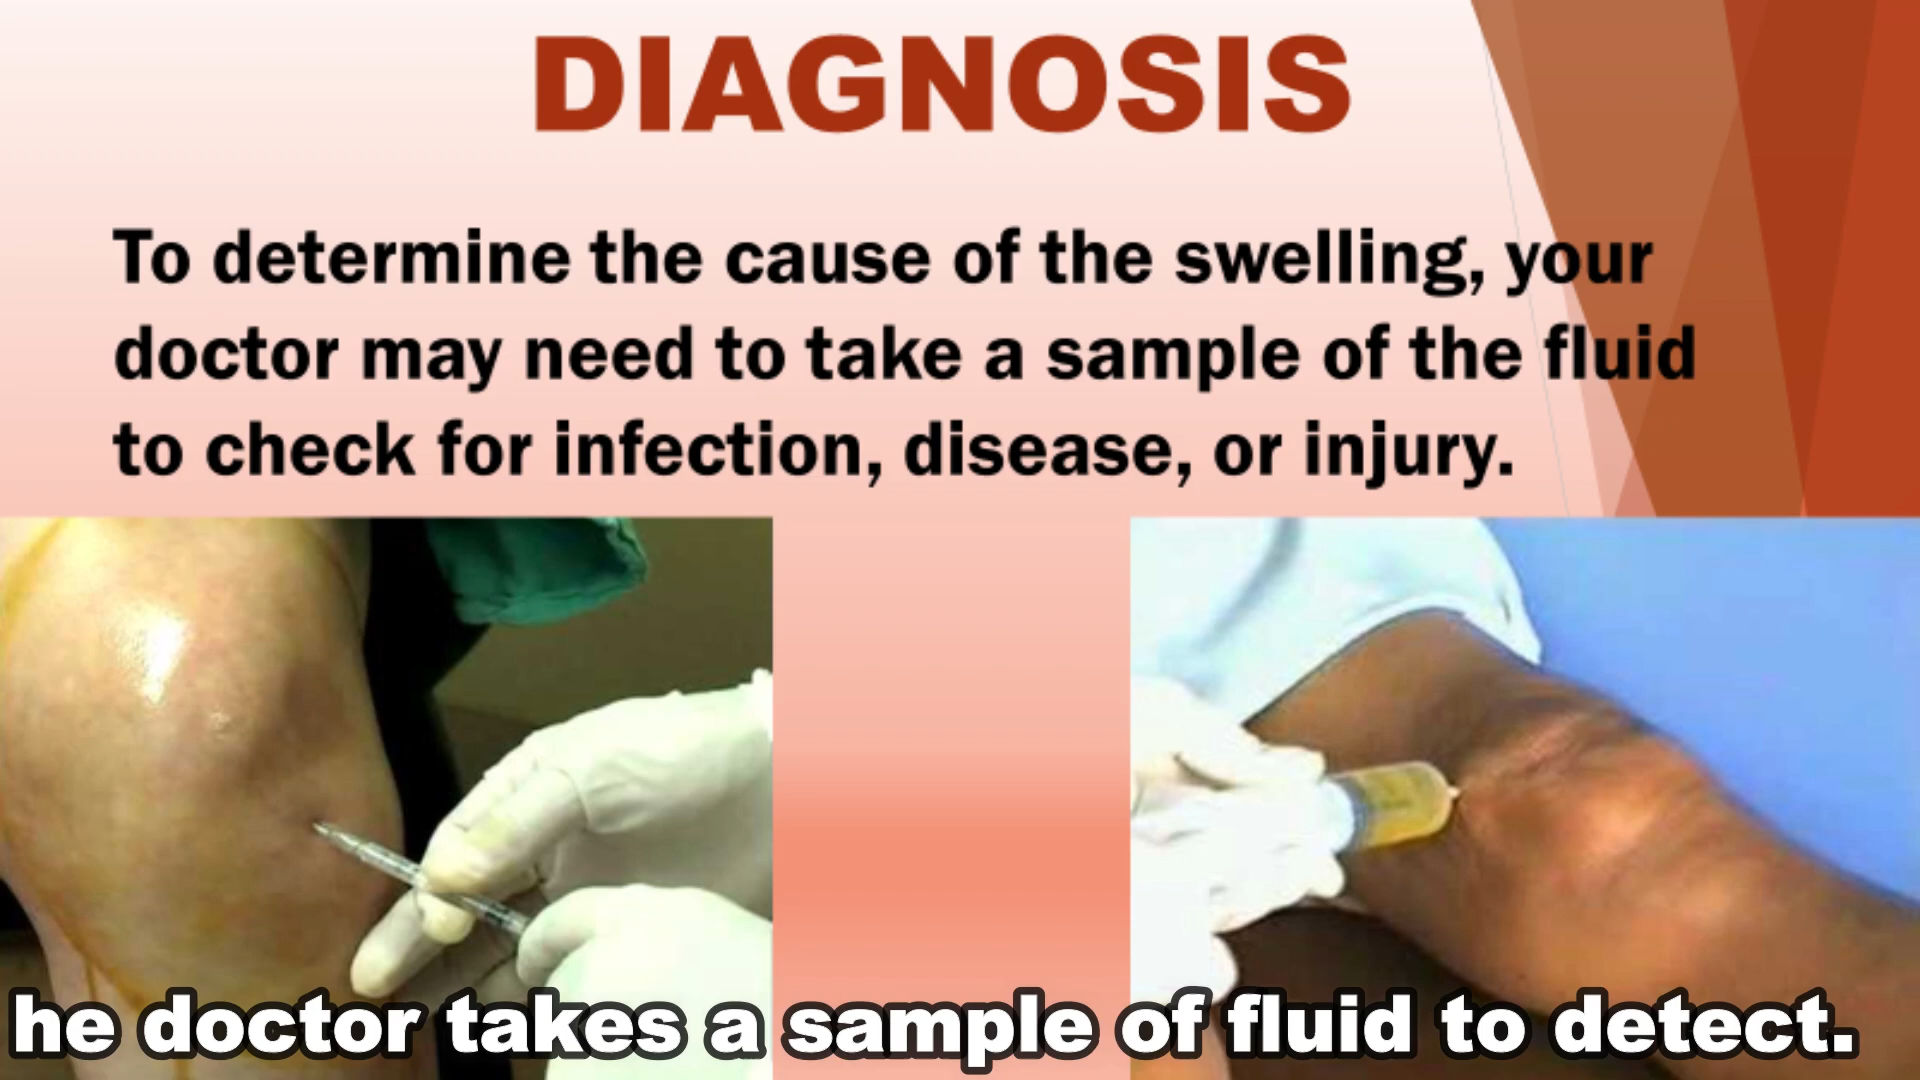 DIAGNOSIS
To determine the cause of the swelling, your
doctor may need to take a sample of the fluid
to check for infection, disease, or injury.
he doctor takes a sample of fluid to detect.